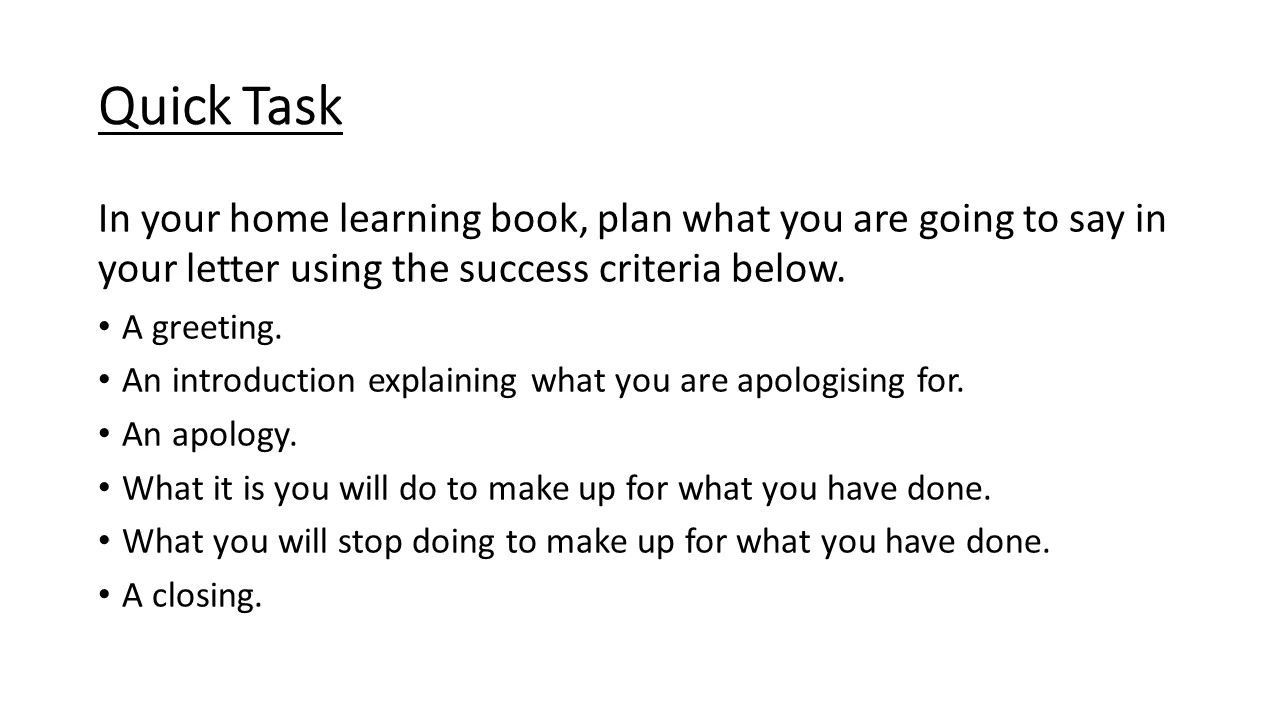 Quick Task
In your home learning book, plan what you are going to say in
your letter using the success criteria below.
• A greeting.
• An introduction explaining what you are apologising for.
• An apology.
• What it is you will do to make up for what you have done.
• What you will stop doing to make up for what you have done.
• A closing.